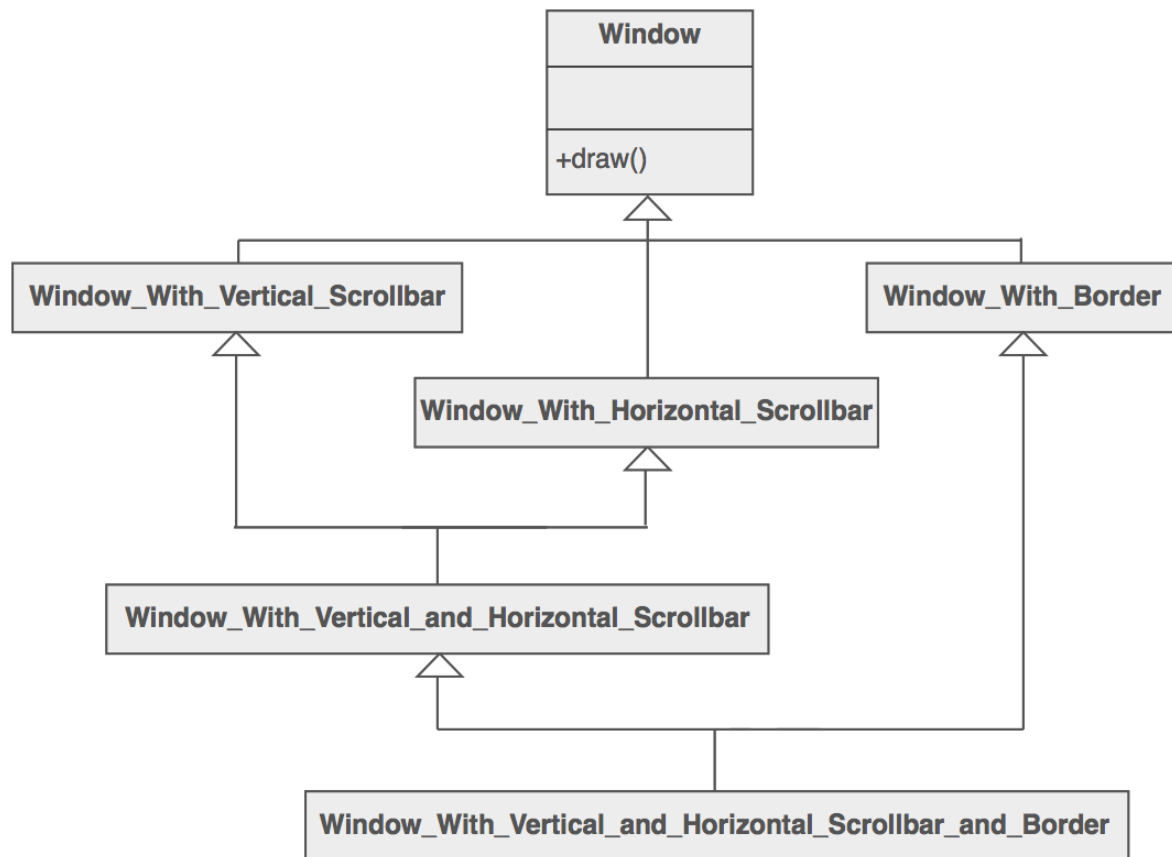 Window
+draw()
Window_With_Vertical_Scrollbar
Window_With_Border
Window_With_Horizontal_Scrollbar
Window_With_Vertical_and_Horizontal_Scrollbar
Window_With_Vertical_and_Horizontal_Scrollbar_and_Border